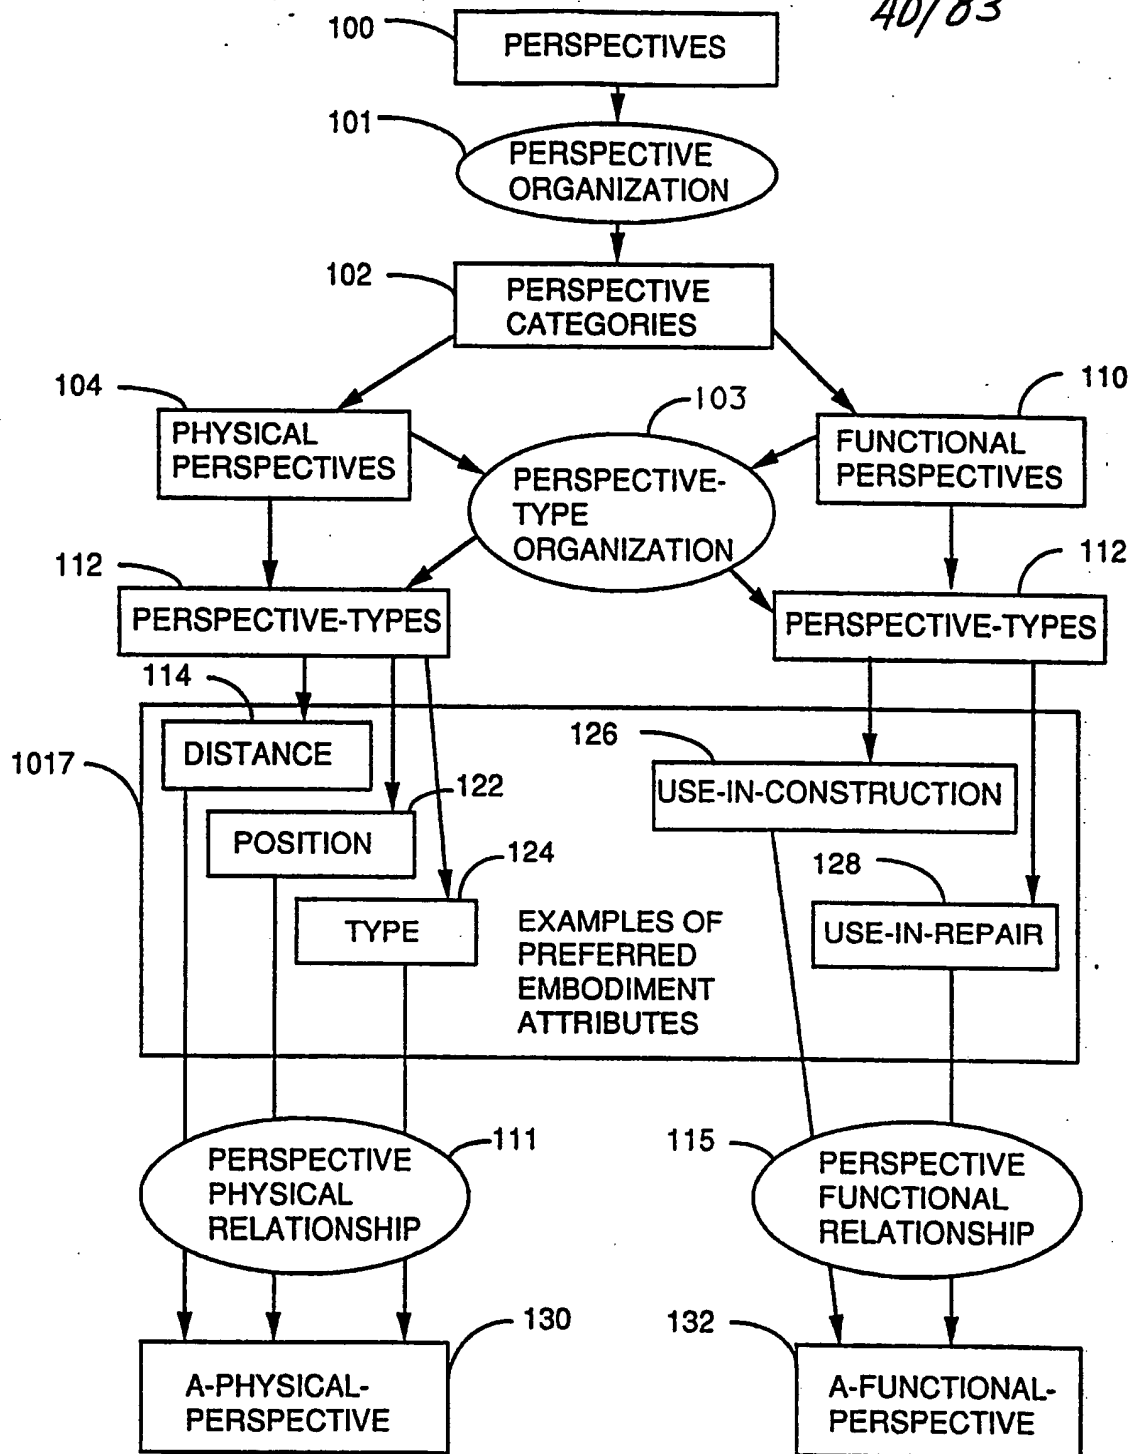 40/83
100
PERSPECTIVES
101
PERSPECTIVE
ORGANIZATION
102
PERSPECTIVE
CATEGORIES
104
103
110
PHYSICAL
PERSPECTIVES
PERSPECTIVE-
TYPE
ORGANIZATION
FUNCTIONAL
PERSPECTIVES
112
112
PERSPECTIVE-TYPES
PERSPECTIVE-TYPES
114
1017
DISTANCE
126
122
USE-IN-CONSTRUCTION
POSITION
124
128
TYPE
EXAMPLES OF
PREFERRED
EMBODIMENT
ATTRIBUTES
USE-IN-REPAIR
111
115
PERSPECTIVE
PHYSICAL
RELATIONSHIP
PERSPECTIVE
FUNCTIONAL
RELATIONSHIP
130
132
A-PHYSICAL-
PERSPECTIVE
A-FUNCTIONAL-
PERSPECTIVE